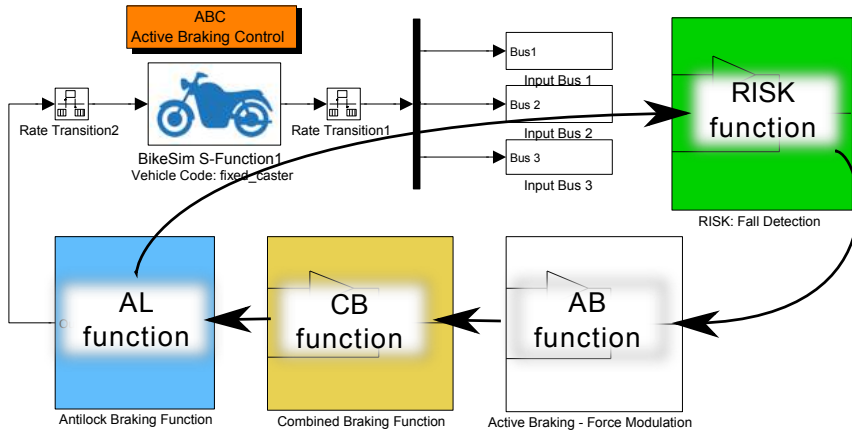 ABC
Active Braking Control
Rate Transition2
BikeSim S-Function1
Vehicle Code: fixed_caster
Rate Transition1
Bus1
Input Bus 1
Bus 2
Input Bus 2
Bus 3
Input Bus 3
RISK
function
RISK: Fall Detection
AL
function
Antilock Braking Function
CB
function
Combined Braking Function
AB
function
Active Braking - Force Modulation